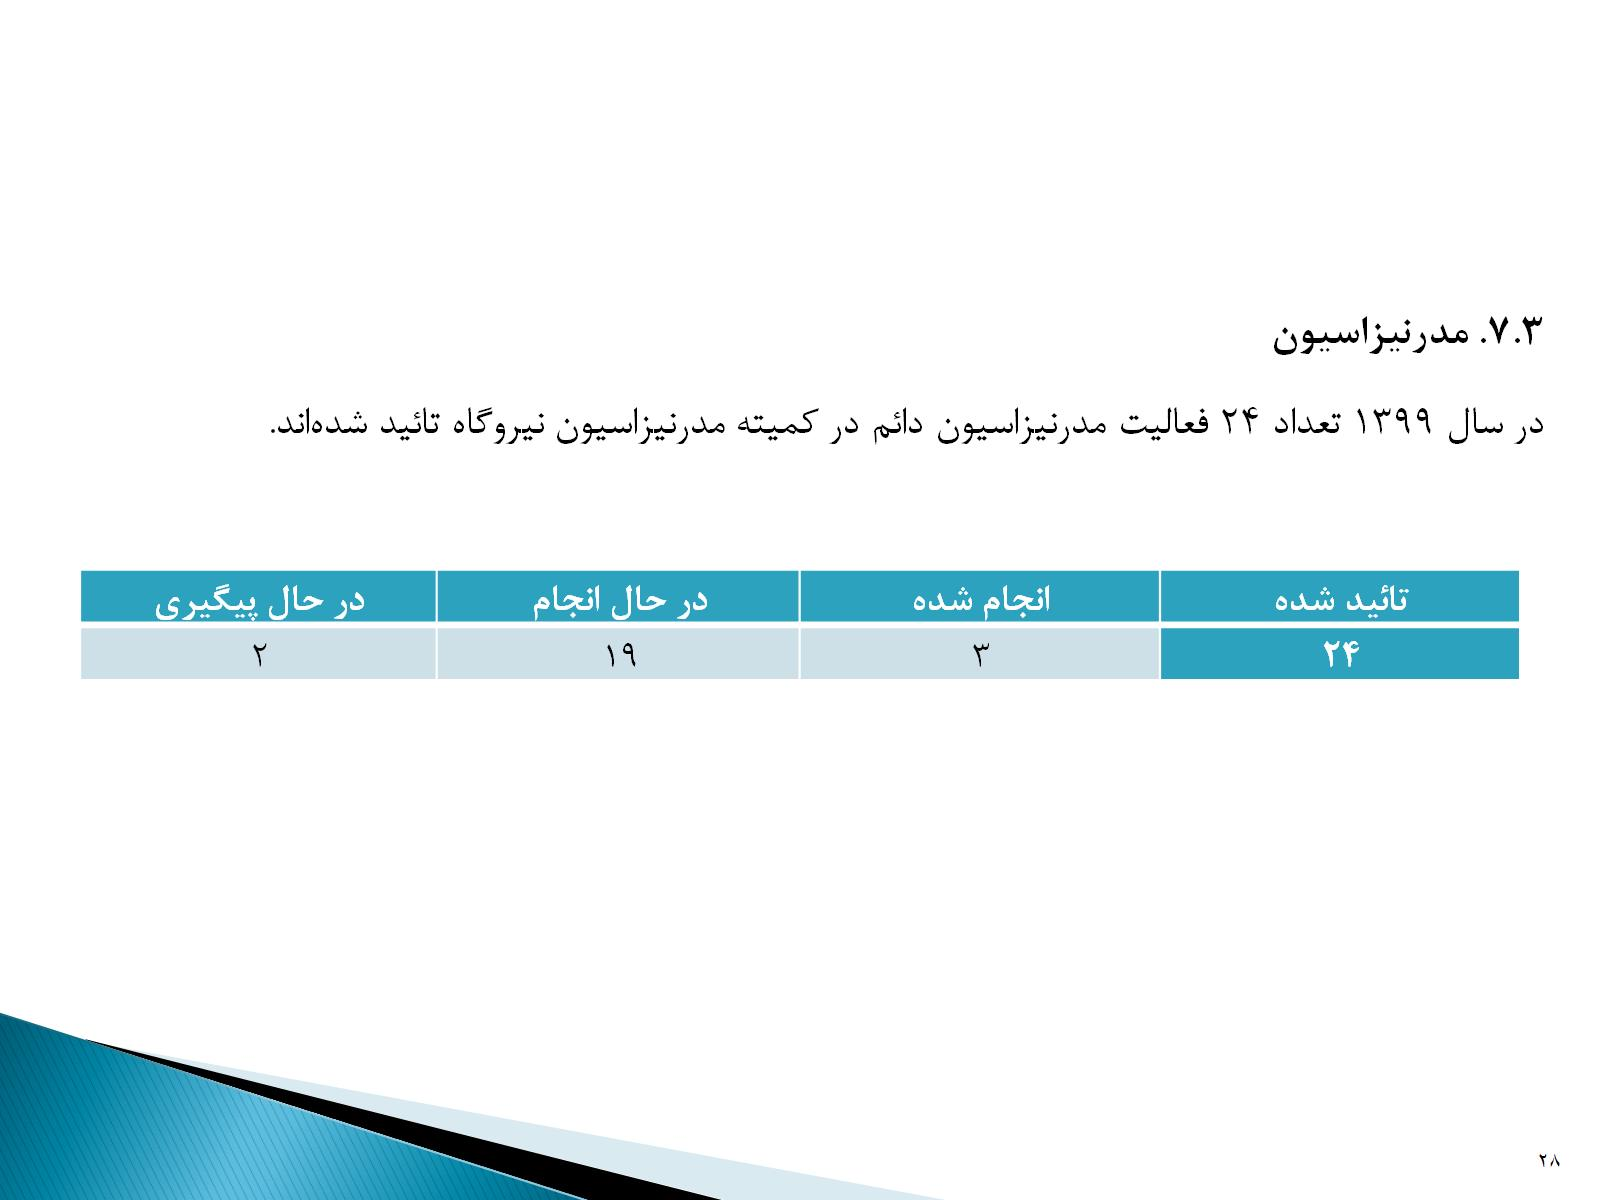 ۷.۳. مدرنیزاسیون
در سال ۱۳۹۹ تعداد ۲۴ فعالیت مدرنیزاسیون دائم در کمیته مدرنیزاسیون نیروگاه تائید شده‌اند.
تائید شده انجام شده در حال انجام در حال پیگیری
۲۴ ۳ ۱۹ ۲
۲۸